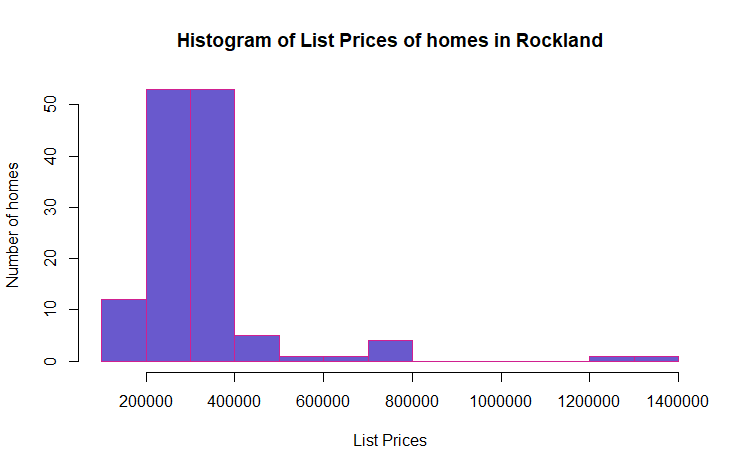 Histogram of List Prices of homes in Rockland
Number of homes
50
40
30
20
10
0
200000 400000 600000 800000 1000000 1200000 1400000
List Prices